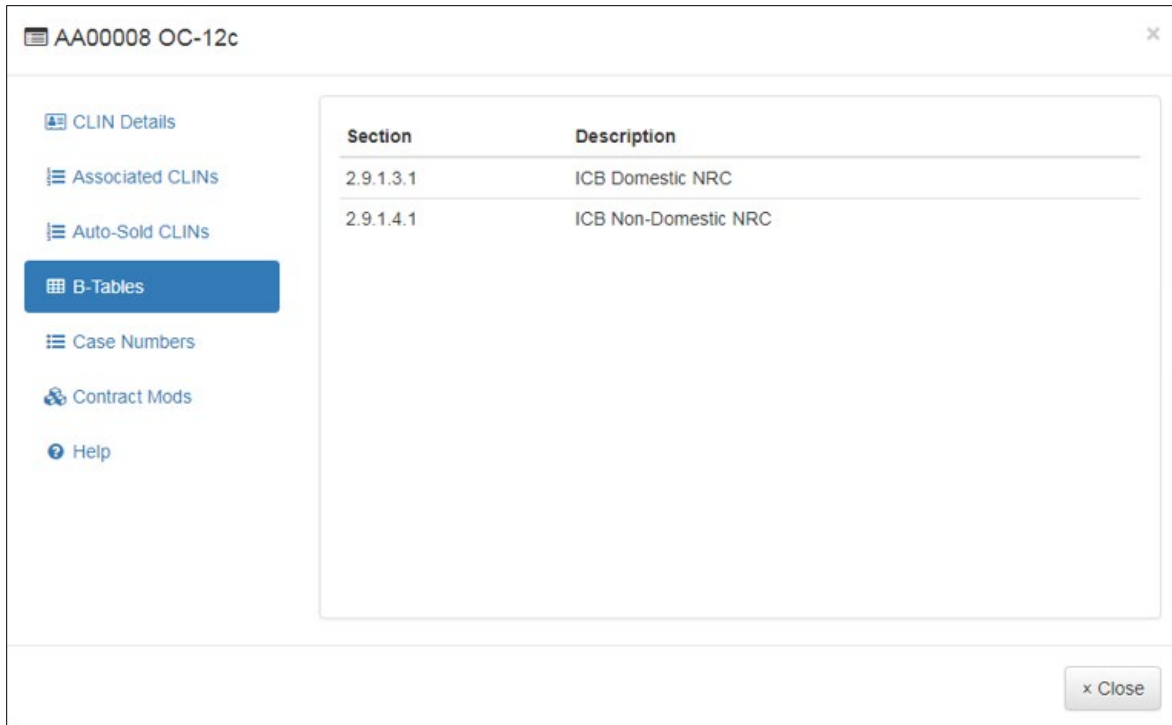 AA00008 OC-12c
×
CLIN Details
Associated CLINs
Auto-Sold CLINs
B-Tables
Case Numbers
Contract Mods
Help
Section Description
2.9.1.3.1 ICB Domestic NRC
2.9.1.4.1 ICB Non-Domestic NRC
× Close